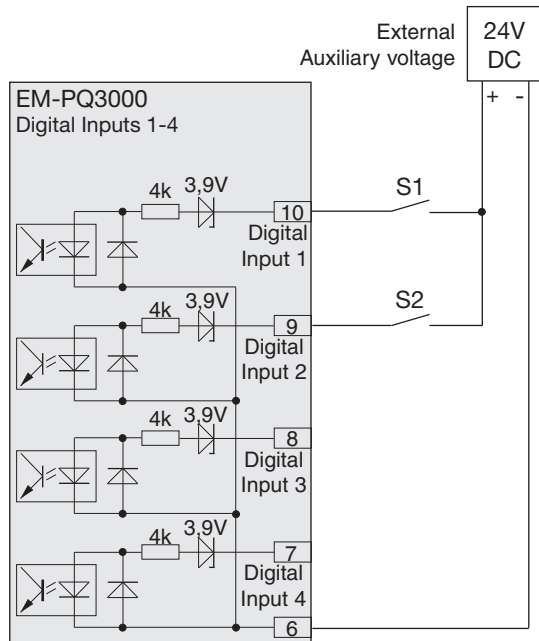 External
Auxiliary voltage
24V
DC
+ -
EM-PQ3000
Digital Inputs 1-4
4k
3,9V
10
Digital
Input 1
S1
4k
3,9V
9
Digital
Input 2
S2
4k
3,9V
8
Digital
Input 3
4k
3,9V
7
Digital
Input 4
6